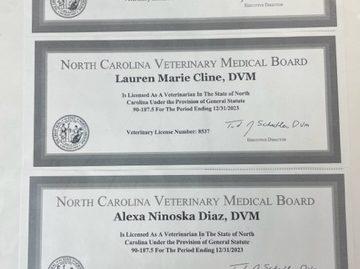 EXECUTIVE DIRECTOR
NORTH CAROLINA VETERINARY MEDICAL BOARD
Lauren Marie Cline, DVM
Is Licensed As A Veterinarian In The State of North
Carolina Under the Provision of General Statute
90-187.5 For The Period Ending 12/31/2023
Veterinary License Number: 8537
DVM
EXECUTIVE DIRECTOR
NORTH CAROLINA VETERINARY MEDICAL BOARD
Alexa Ninoska Diaz, DVM
Is Licensed As A Veterinarian In The State of North
Carolina Under the Provision of General Statute
90-187.5 For The Period Ending 12/31/2023